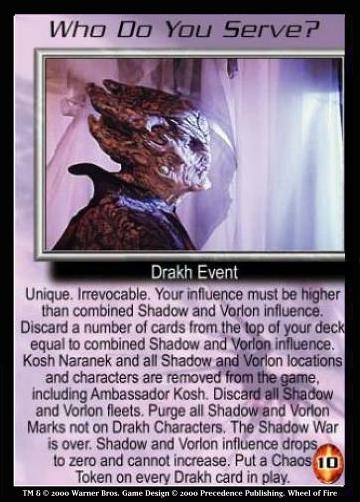 Who Do You Serve?
Drakh Event
Unique. Irrevocable. Your influence must be higher
than combined Shadow and Vorlon influence.
Discard a number of cards from the top of your deck
equal to combined Shadow and Vorlon influence.
Kosh Naranek and all Shadow and Vorlon locations
and characters are removed from the game,
including Ambassador Kosh. Discard all Shadow
and Vorlon fleets. Purge all Shadow and Vorlon
Marks not on Drakh Characters. The Shadow War
is over. Shadow and Vorlon influence drops
to zero and cannot increase. Put a Chaos
Token on every Drakh card in play.
10
TM & © 2000 Warner Bros. Game Design © 2000 Precedence Publishing. Wheel of Fire